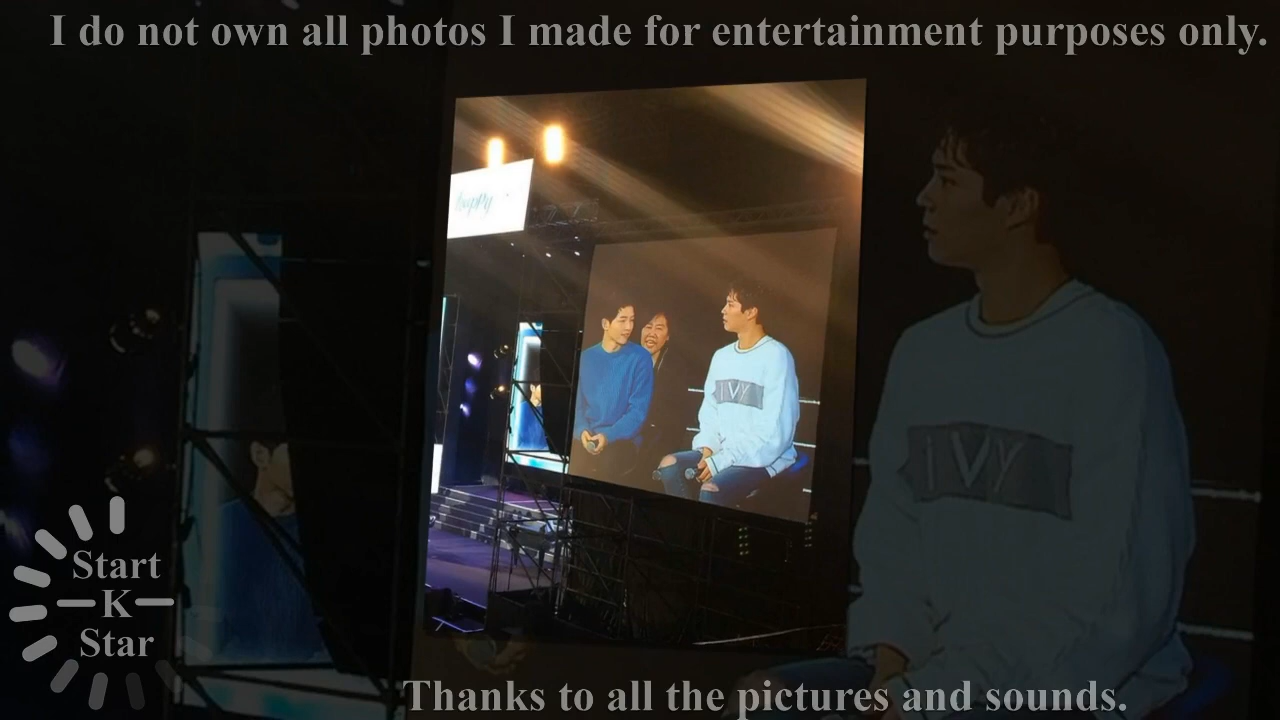 I do not own all photos I made for entertainment purposes only.
happy
IVY
IVY
Start
K
Star
Thanks to all the pictures and sounds.